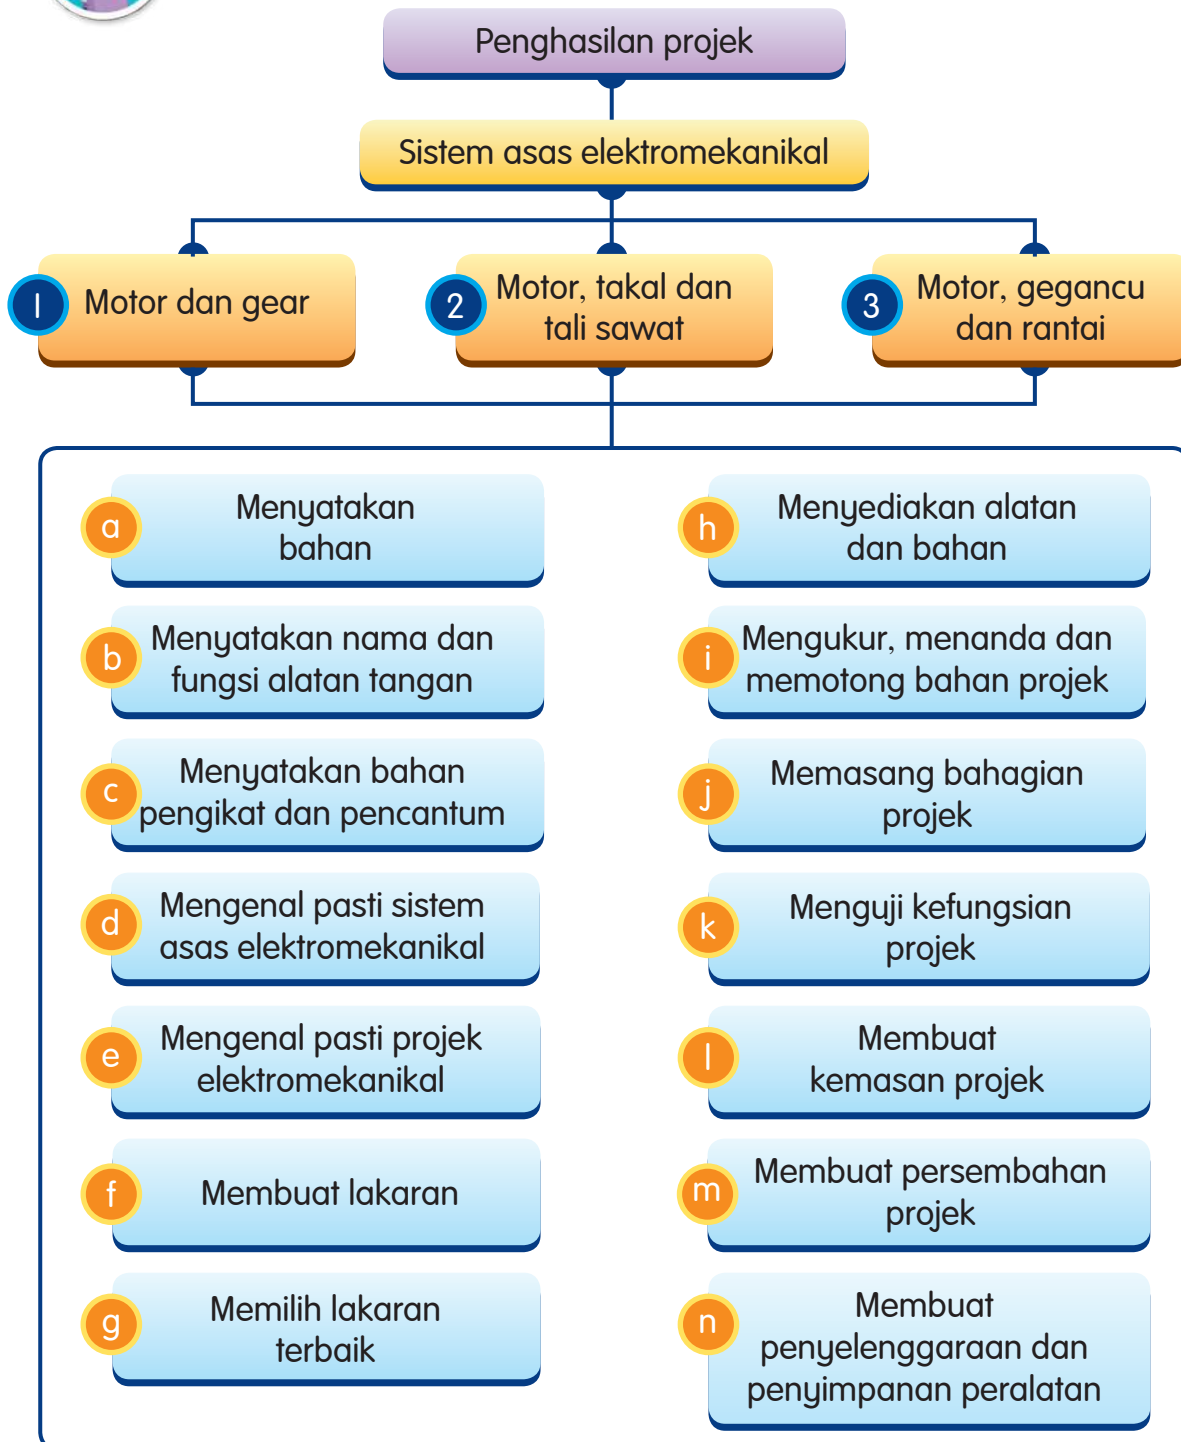 Penghasilan projek
Sistem asas elektromekanikal
1
Motor dan gear
2
Motor, takal dan
tali sawat
3
Motor, gegancu
dan rantai
a
Menyatakan
bahan
b
Menyatakan nama dan
fungsi alatan tangan
c
Menyatakan bahan
pengikat dan pencantum
d
Mengenal pasti sistem
asas elektromekanikal
e
Mengenal pasti projek
elektromekanikal
f
Membuat lakaran
g
Memilih lakaran
terbaik
h
Menyediakan alatan
dan bahan
i
Mengukur, menanda dan
memotong bahan projek
j
Memasang bahagian
projek
k
Menguji kefungsian
projek
l
Membuat
kemasan projek
m
Membuat persembahan
projek
n
Membuat
penyelenggaraan dan
penyimpanan peralatan